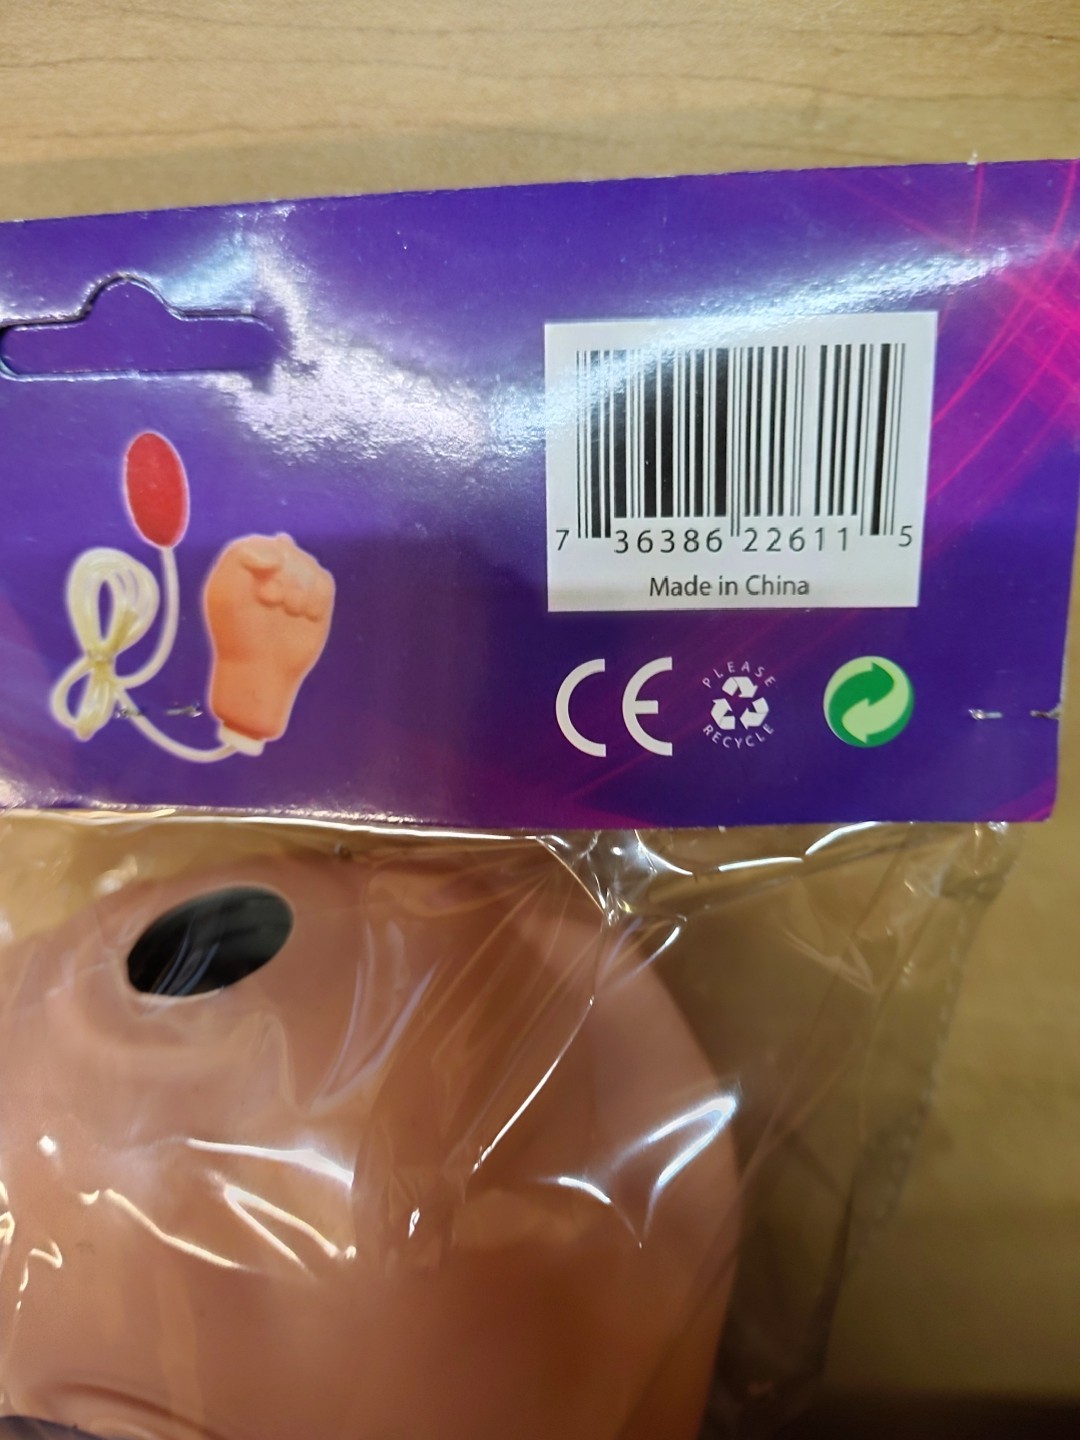 7 36386 22611 5
Made in China
CE
PLEASE
RECYCLE